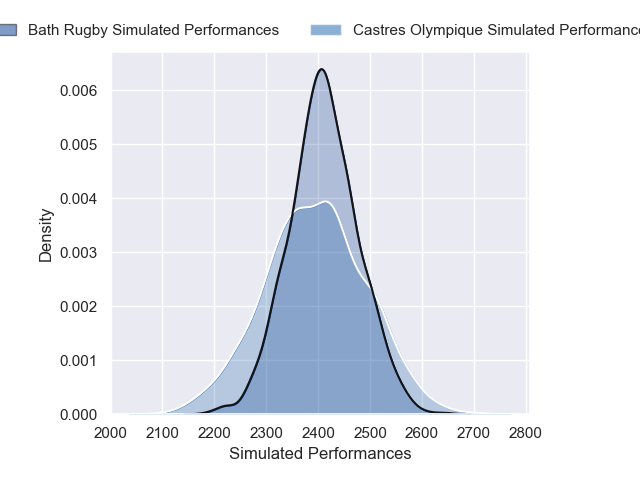 Bath Rugby Simulated Performances
Castres Olympique Simulated Performanc
0.006
0.005
0.004
0.003
0.002
0.001
0.000
Density
2000 2100 2200 2300 2400 2500 2600 2700 2800
Simulated Performances